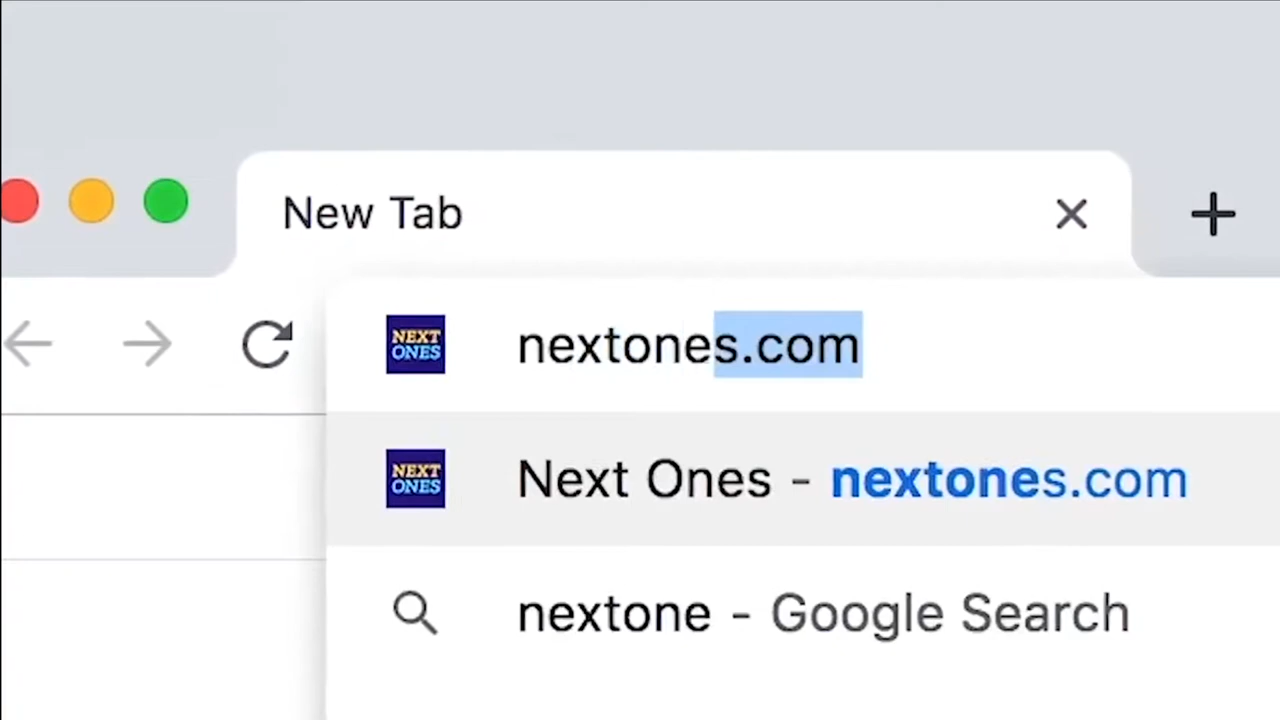 New Tab
NEXT
ONES
nextones.com
NEXT
ONES
Next Ones - nextones.com
nextone - Google Search